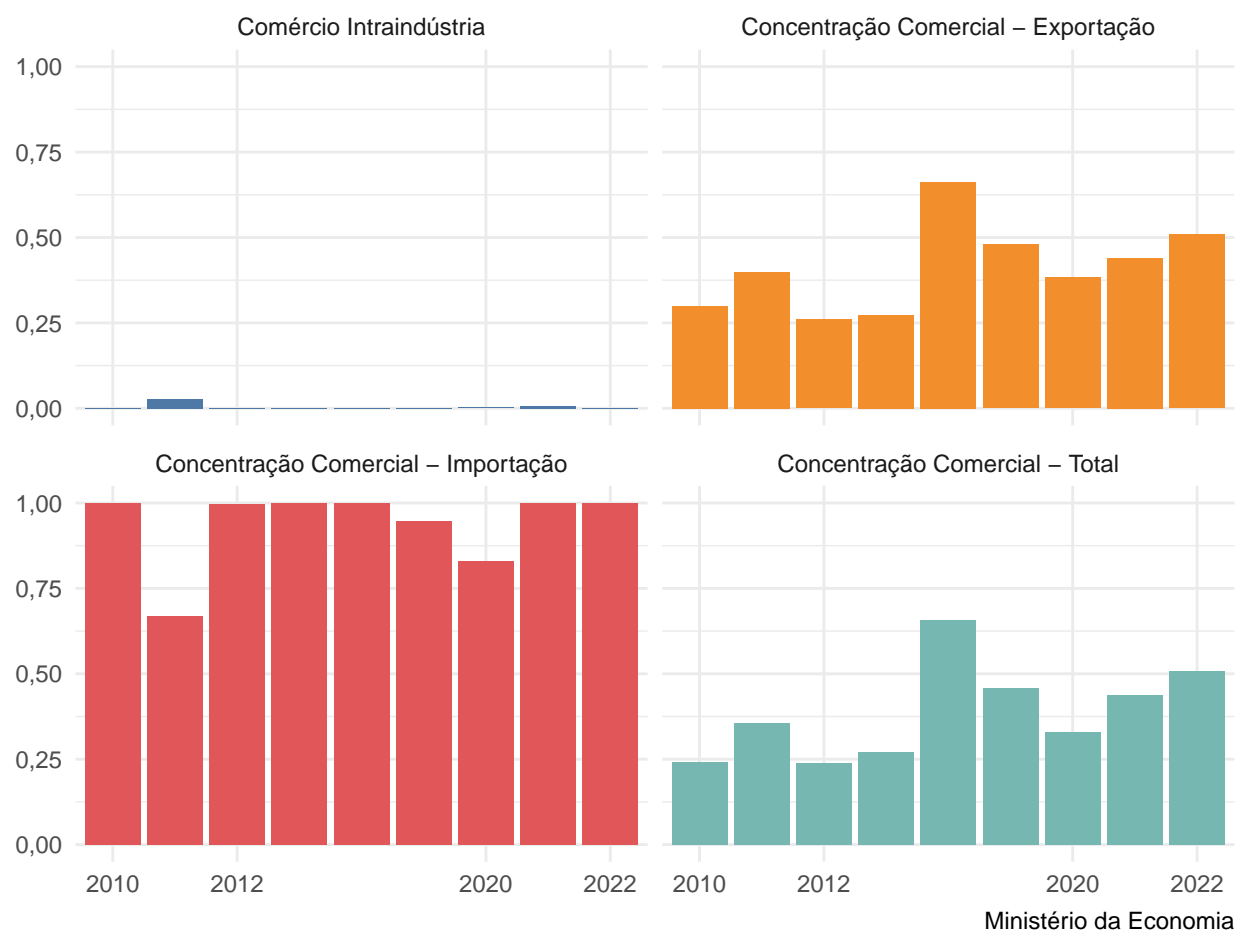 Comércio Intraindústria
Concentração Comercial – Exportação
1,00
0,75
0,50
0,25
0,00
Concentração Comercial – Importação
Concentração Comercial – Total
1,00
0,75
0,50
0,25
0,00
2010 2012 2020 2022
2010 2012 2020 2022
Ministério da Economia